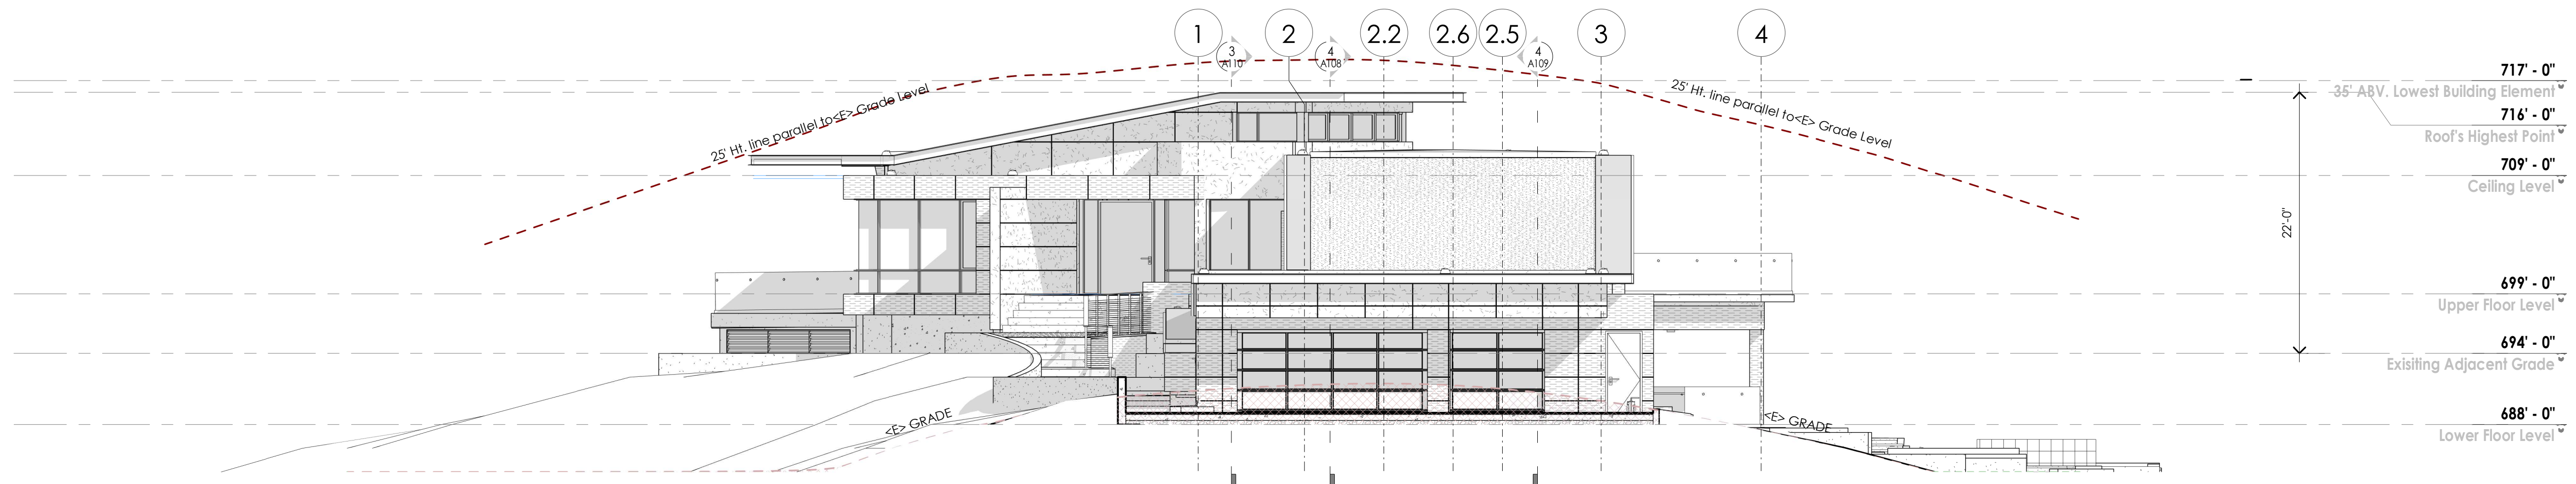 1
2
2.2
2.6
2.5
3
4
3
A110
4
A108
4
A109
717' - 0"
35' ABV. Lowest Building Element
716' - 0"
Roof's Highest Point
709' - 0"
Ceiling Level
699' - 0"
Upper Floor Level
694' - 0"
Exisiting Adjacent Grade
688' - 0"
Lower Floor Level
22'-0"
25' Ht. line parallel to<E> Grade Level
25' Ht. line parallel to<E> Grade Level
<E> GRADE
<E> GRADE